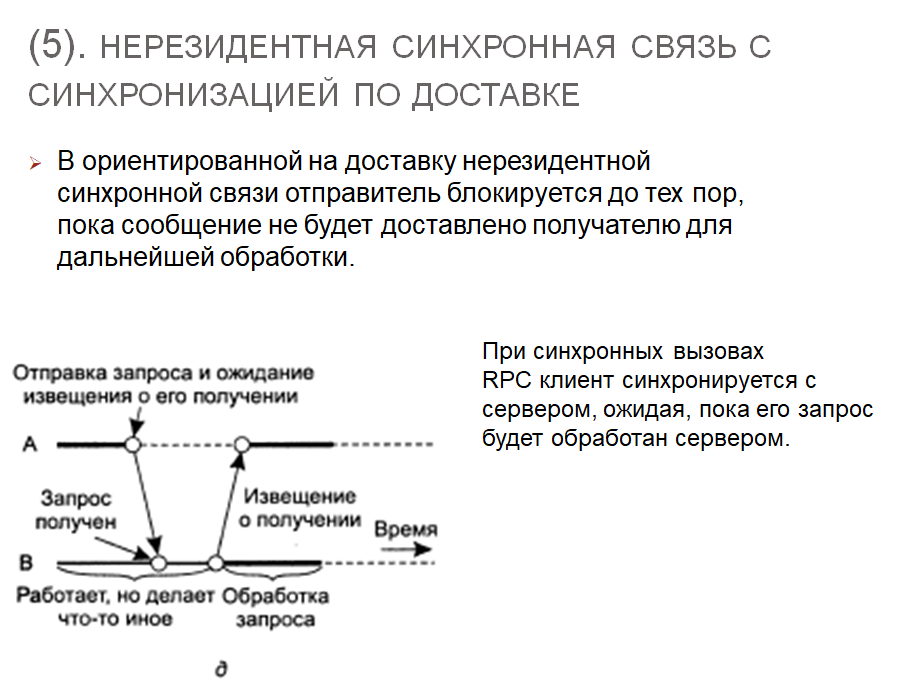 (5). НЕРЕЗИДЕНТНАЯ СИНХРОННАЯ СВЯЗЬ С
СИНХРОНИЗАЦИЕЙ ПО ДОСТАВКЕ
В ориентированной на доставку нерезидентной
синхронной связи отправитель блокируется до тех пор,
пока сообщение не будет доставлено получателю для
дальнейшей обработки.
При синхронных вызовах
RPC клиент синхронируется с
сервером, ожидая, пока его запрос
будет обработан сервером.
Отправка запроса и ожидание
извещения о его получении
А
Запрос
получен
Извещение
о получении
Время
В
Работает, но делает
что-то иное
Обработка
запроса
д